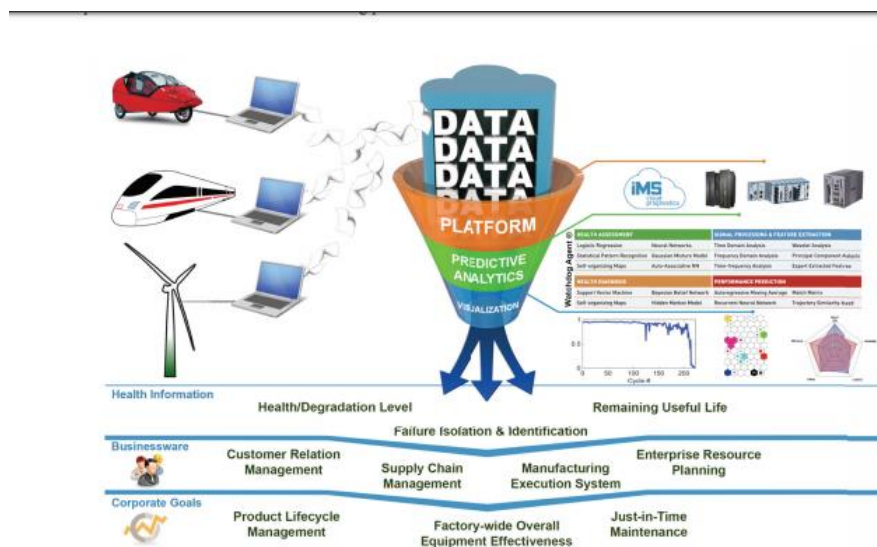 DATA
DATA
DATA
DATA
PLATFORM
PREDICTIVE
ANALYTICS
VISUALIZATION
iMS
cloud
prognostics
Watchdog Agent ®
HEALTH ASSESSMENT
Logistic Regression Neural Networks
Statistical Pattern Recognition Gaussian Mixture Model
Self-organizing Maps Auto-Associative NN
SIGNAL PROCESSING & FEATURE EXTRACTION
Time Domain Analysis Wavelet Analysis
Frequency Domain Analysis Principal Component Analysis
Time-frequency Analysis Expert Extracted Features
HEALTH DIAGNOSIS
Support Vector Machine Bayesian Belief Network
Self-organizing Maps Hidden Markov Model
PERFORMANCE PREDICTION
Autoregressive Moving Average Match Matrix
Recurrent Neural Network Trajectory Similarity Based
1
0.5
0
0 50 100 150 200
Cycle #
Health Information
Health/Degradation Level Remaining Useful Life
Failure Isolation & Identification
Businessware
Customer Relation
Management
Supply Chain
Management
Manufacturing
Execution System
Enterprise Resource
Planning
Corporate Goals
Product Lifecycle
Management
Factory-wide Overall
Equipment Effectiveness
Just-in-Time
Maintenance